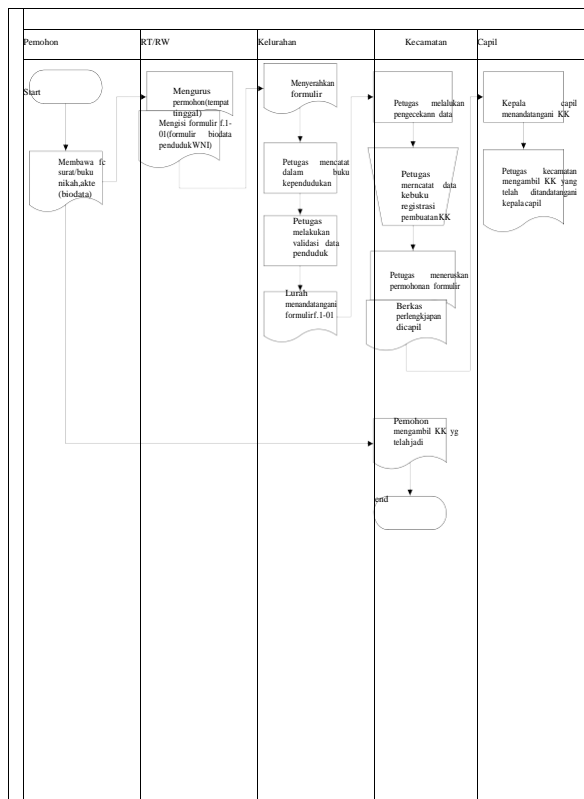 Pemohon
RT/RW
Kelurahan
Kecamatan
Capil
Start
Membawa fc
surat/buku
nikah,akte
(biodata)
Mengurus
permohon(tempat
tinggal)
Mengisi formulir f.1-
01(formulir biodata
pendudukWNI)
Menyerahkan
formulir
Petugas mencatat
dalam buku
kependudukan
Petugas
melakukan
validasi data
penduduk
Lurah
menandatangani
formulirf.1-01
Petugas melalukan
pengecekann data
Petugas
merncatat data
kebuku
registrasi
pembuatanKK
Petugas meneruskan
permohonan formulir
Berkas
perlengkjapan
dicapil
Pemohon
mengambil KK yg
telahjadi
end
Kepala capil
menandatangani KK
Petugas kecamatan
mengambil KK yang
telah ditandatangani
kepalacapil